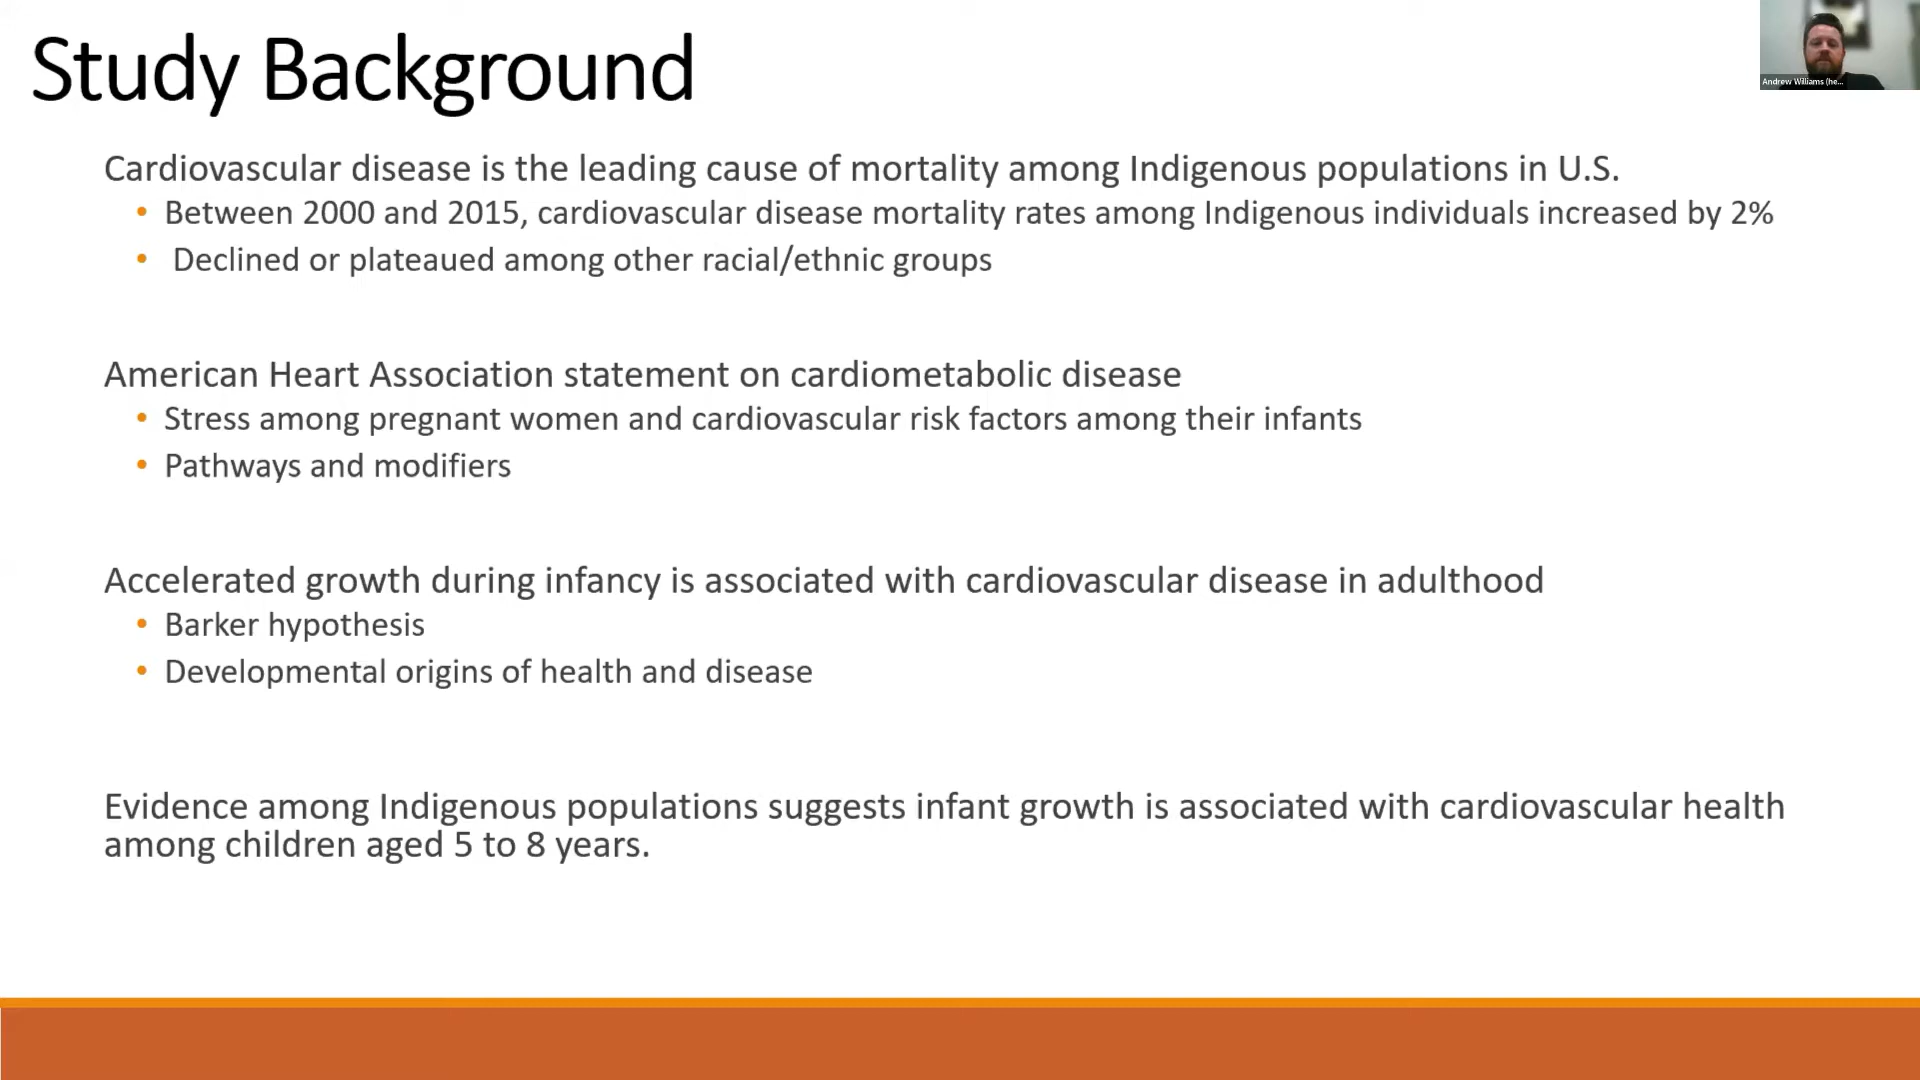 Study Background
Andrew Williams (he...
Cardiovascular disease is the leading cause of mortality among Indigenous populations in U.S.
• Between 2000 and 2015, cardiovascular disease mortality rates among Indigenous individuals increased by 2%
• Declined or plateaued among other racial/ethnic groups
American Heart Association statement on cardiometabolic disease
• Stress among pregnant women and cardiovascular risk factors among their infants
• Pathways and modifiers
Accelerated growth during infancy is associated with cardiovascular disease in adulthood
• Barker hypothesis
• Developmental origins of health and disease
Evidence among Indigenous populations suggests infant growth is associated with cardiovascular health
among children aged 5 to 8 years.